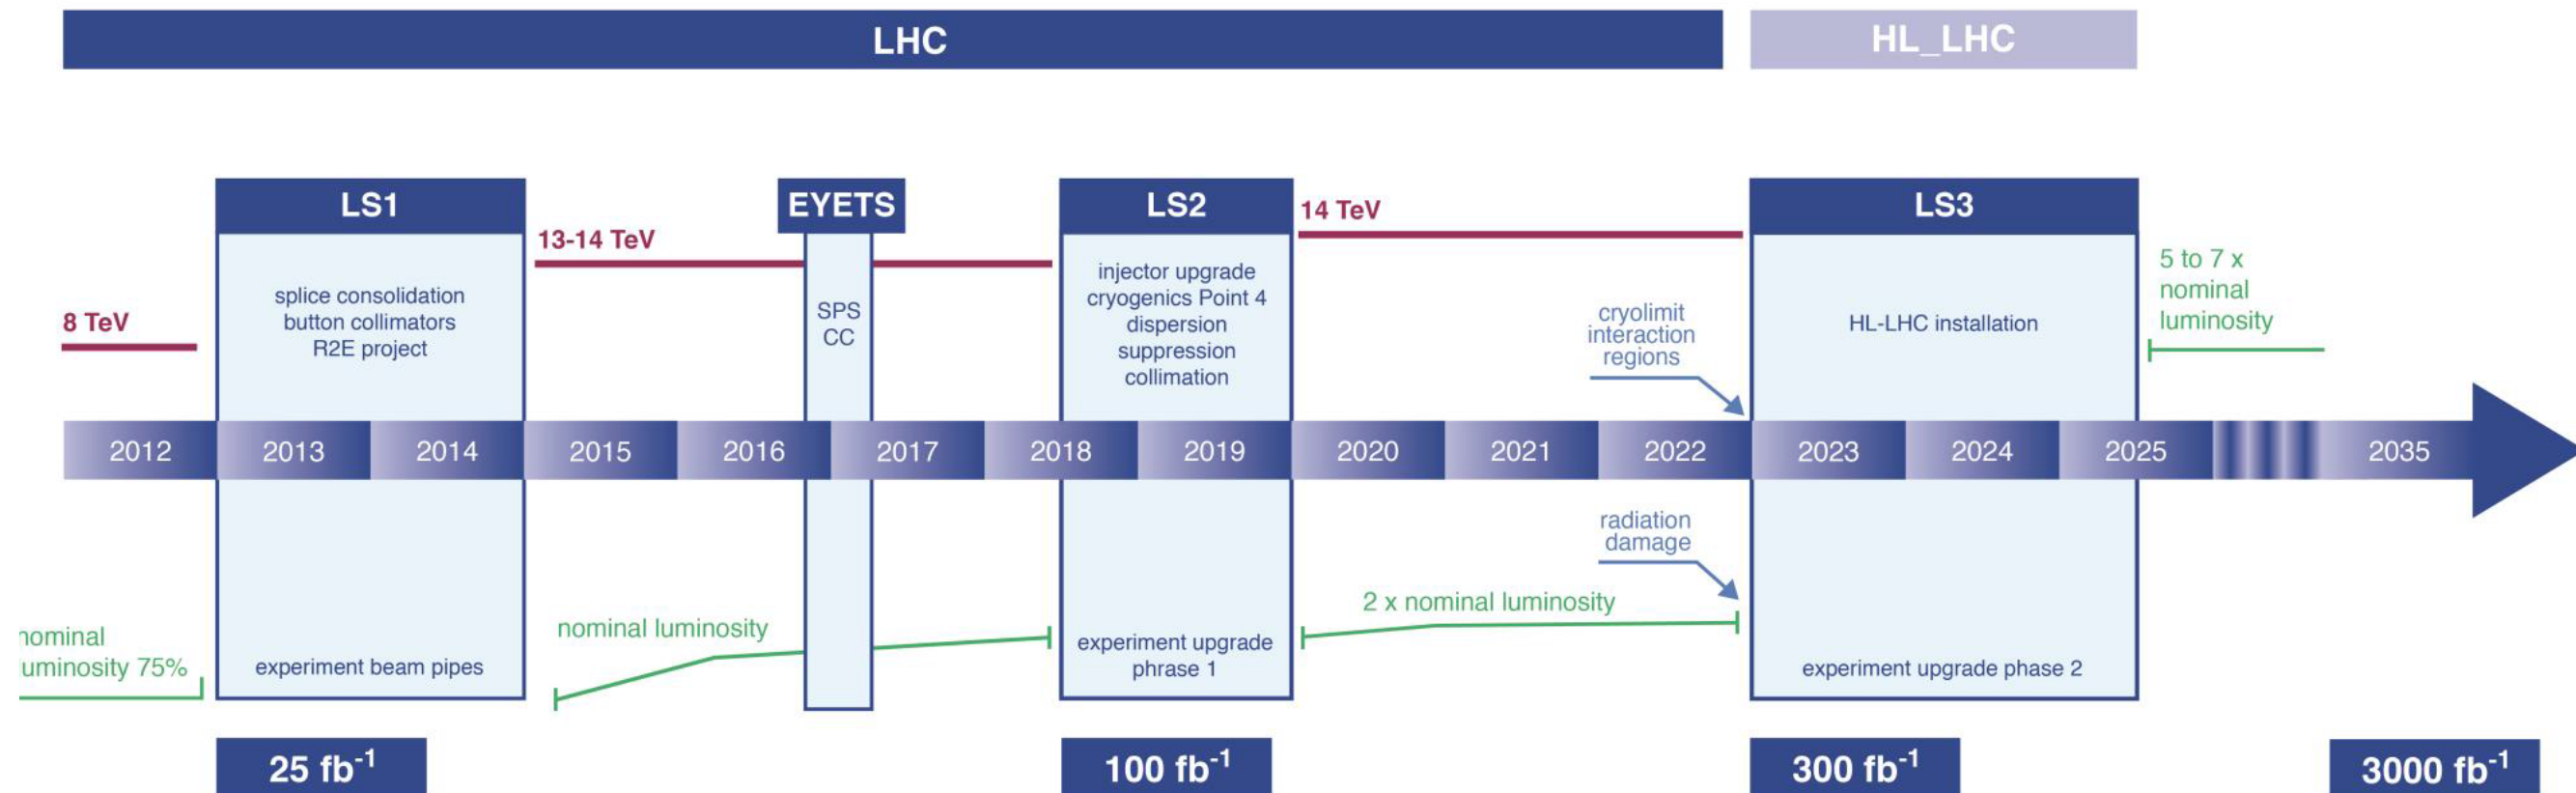 LHC
HL_LHC
LS1
EYETS
LS2
14 TeV
LS3
13-14 TeV
8 TeV
splice consolidation
button collimators
R2E project
SPS
CC
injector upgrade
cryogenics Point 4
dispersion
suppression
collimation
cryolimit
interaction
regions
HL-LHC installation
5 to 7 x
nominal
luminosity
2012
2013
2014
2015
2016
2017
2018
2019
2020
2021
2022
2023
2024
2025
2035
radiation
damage
nominal
uminosity 75%
experiment beam pipes
nominal luminosity
experiment upgrade
phrase 1
2 x nominal luminosity
experiment upgrade phase 2
25 fb-1
100 fb-1
300 fb-1
3000 fb-1